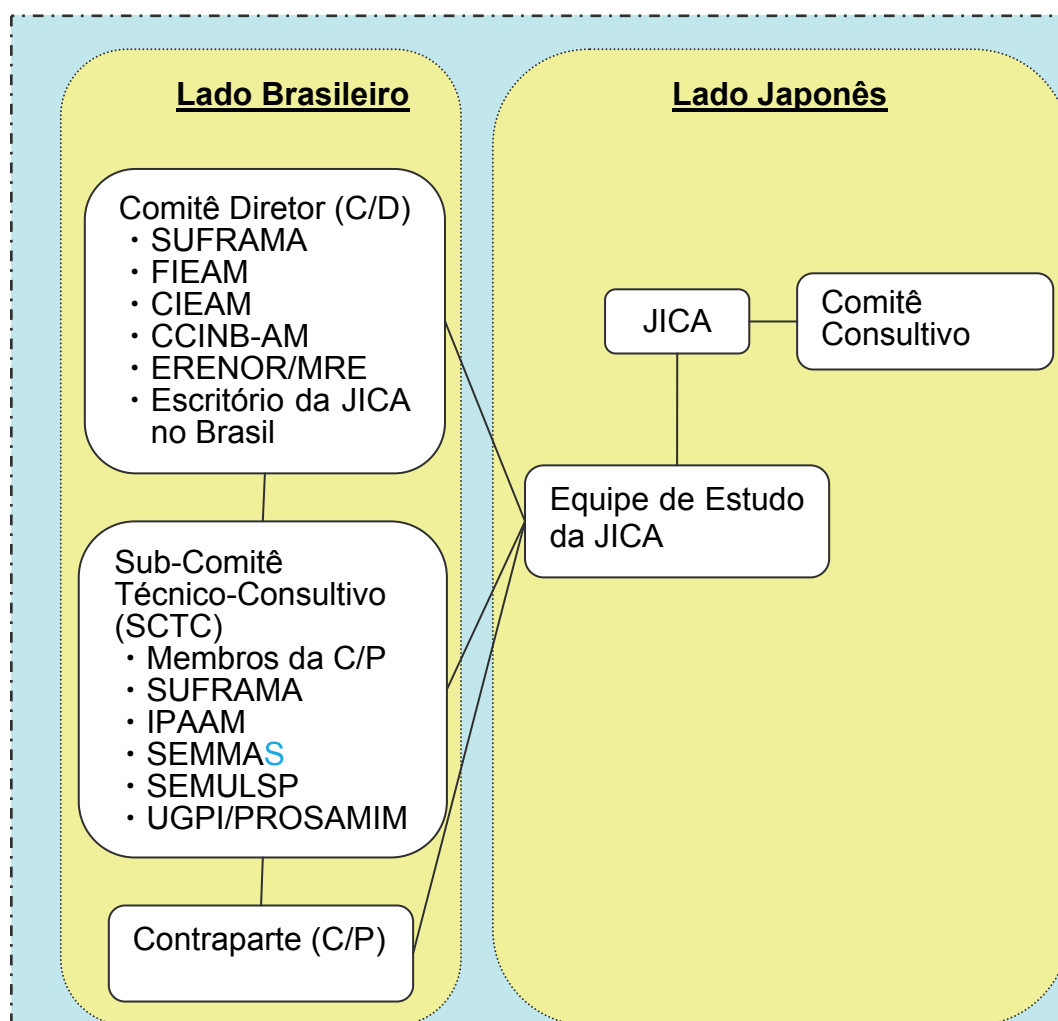 Lado Brasileiro
Comitê Diretor (C/D)
・SUFRAMA
・FIEAM
・CIEAM
・CCINB-AM
・ERENOR/MRE
・Escritório da JICA
no Brasil
Sub-Comitê
Técnico-Consultivo
(SCTC)
・Membros da C/P
・SUFRAMA
・IPAAM
・SEMMAS
・SEMULSP
・UGPI/PROSAMIM
Contraparte (C/P)
Lado Japonês
JICA
Comitê
Consultivo
Equipe de Estudo
da JICA